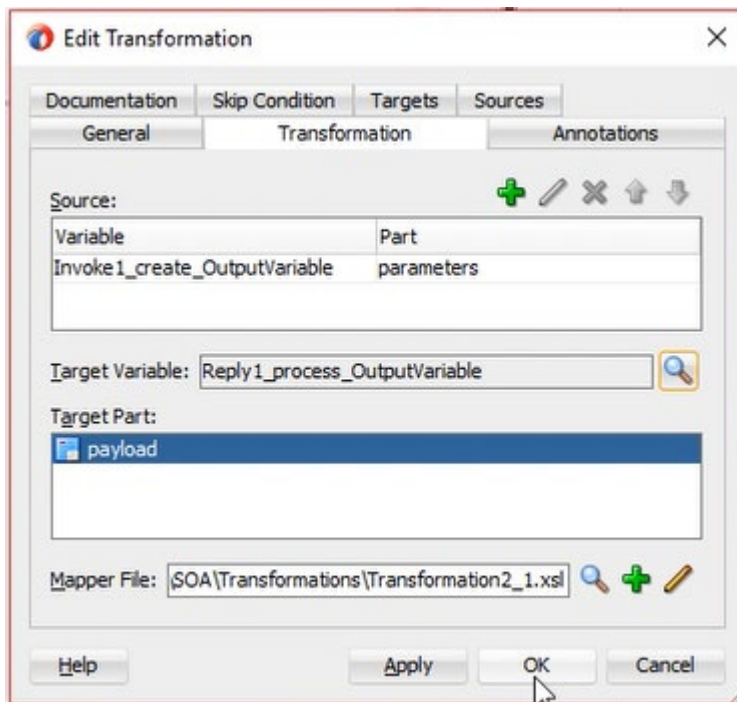 Edit Transformation
Documentation Skip Condition Targets Sources
General Transformation Annotations
Source:
Variable Part
Invoke1_create_OutputVariable parameters
Target Variable: Reply1_process_OutputVariable
Target Part:
payload
Mapper File: SOA\Transformations\Transformation2_1.xsl
Help Apply OK Cancel